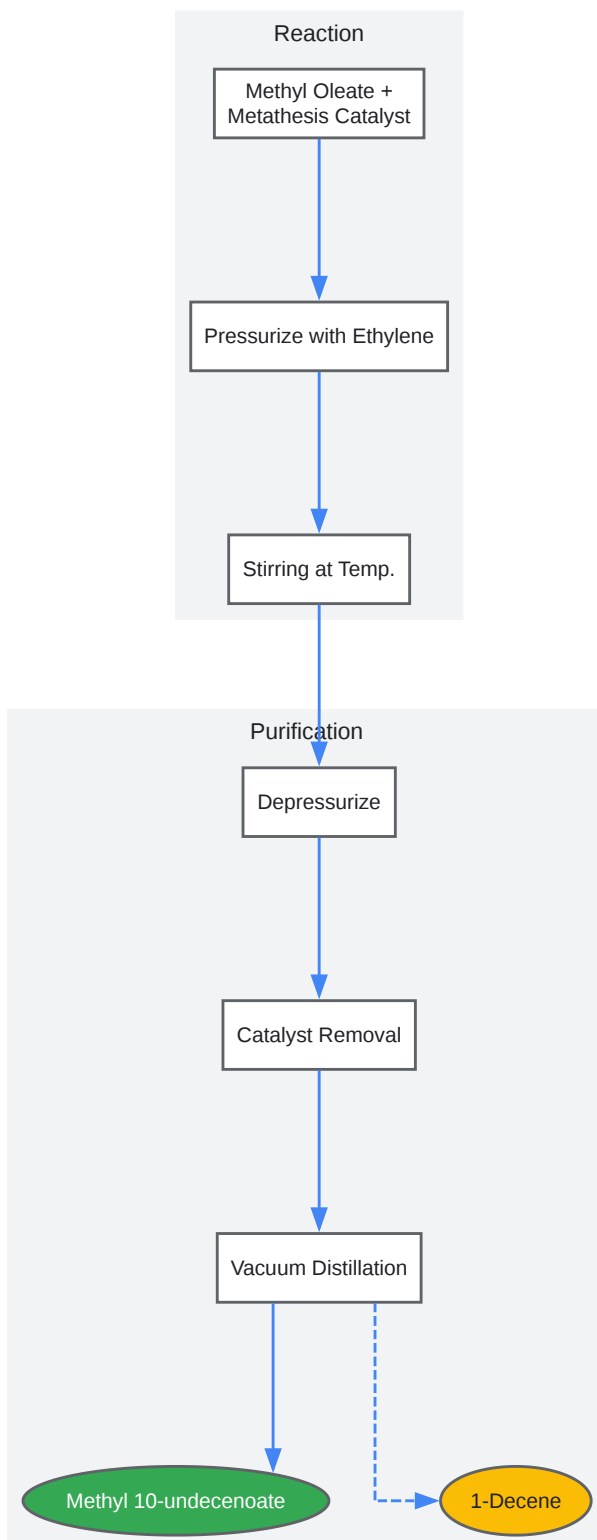 Reaction
Methyl Oleate +
Metathesis Catalyst
Pressurize with Ethylene
Stirring at Temp.
Purification
Depressurize
Catalyst Removal
Vacuum Distillation
Methyl 10-undecenoate
1-Decene